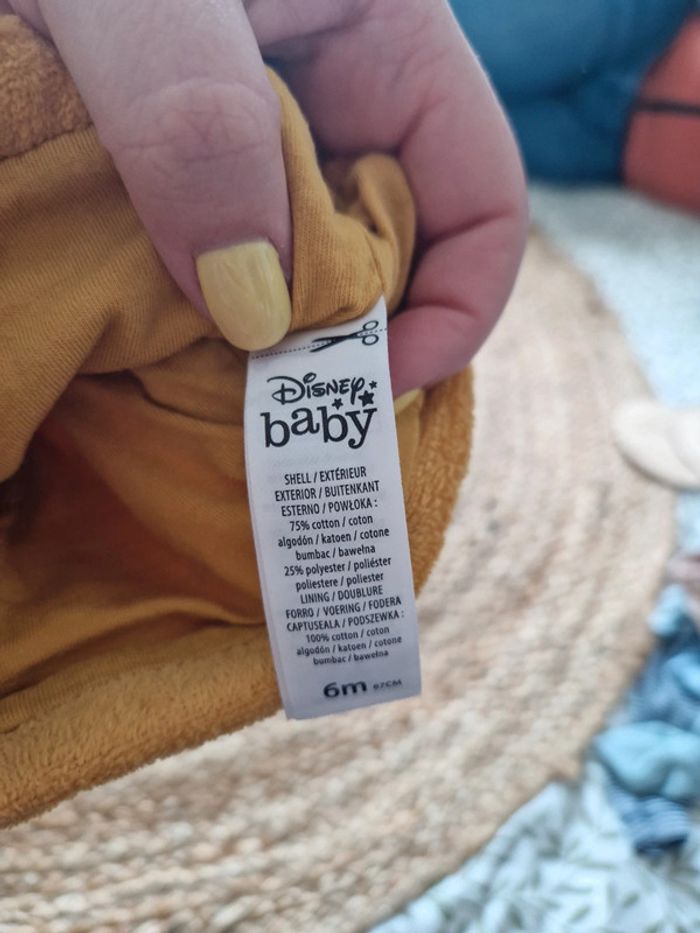 Disney
baby
SHELL / EXTÉRIEUR
EXTERIOR / BUITENKANT
ESTERNO / POWŁOKA :
75% cotton / coton
algodón / katoen / cotone
bumbac / bawełna
25% polyester / poliéster
poliestere / poliester
LINING / DOUBLURE
FORRO / VOERING / FODERA
CAPTUSEALA / PODSZEWKA :
100% cotton / coton
algodón / katoen / cotone
bumbac / bawełna
6m 67CM